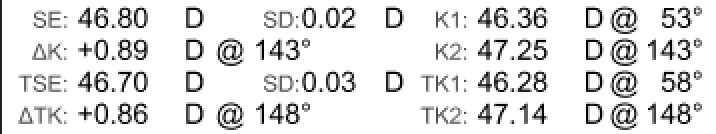 SE: 46.80 D SD:0.02 D K1: 46.36 D @ 53°
ΔK: +0.89 D @ 143° K2: 47.25 D @ 143°
TSE: 46.70 D SD:0.03 D TK1: 46.28 D @ 58°
ΔTK: +0.86 D @ 148° TK2: 47.14 D @ 148°